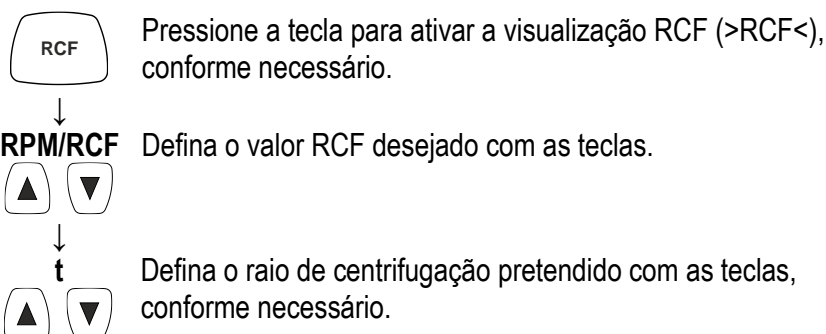 RCF
Pressione a tecla para ativar a visualização RCF (>RCF<),
conforme necessário.
↓
RPM/RCF Defina o valor RCF desejado com as teclas.
▲ ▼
↓
t Defina o raio de centrifugação pretendido com as teclas,
▲ ▼ conforme necessário.